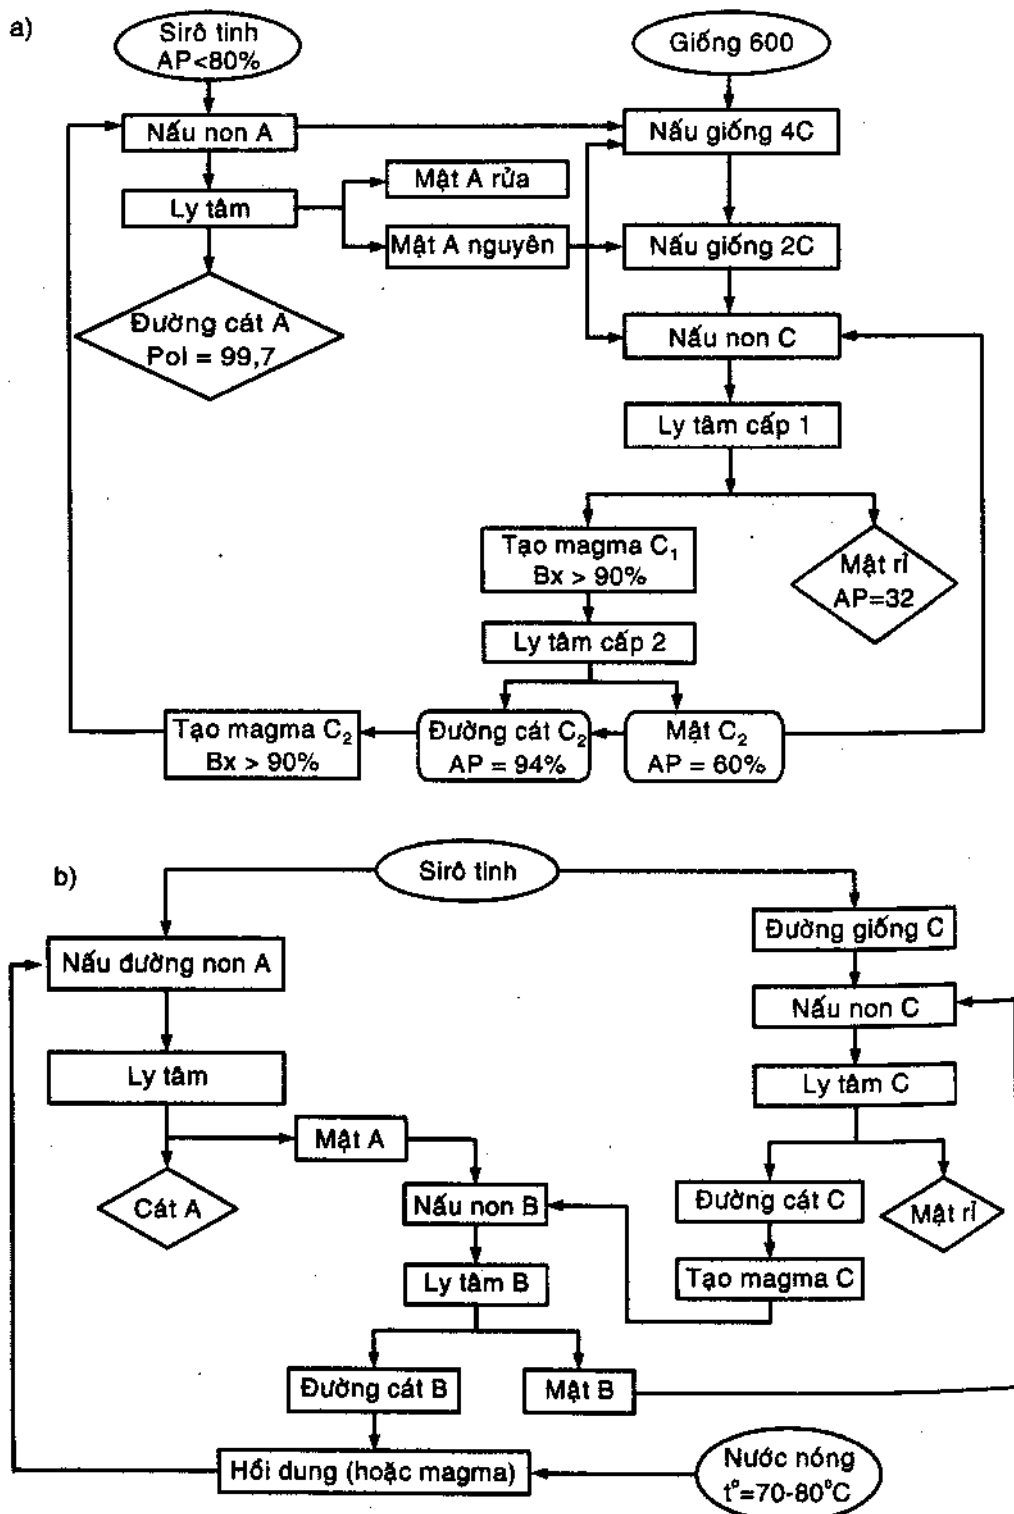 a)
Sirô tinh
AP<80%
Giống 600
Nấu non A
Nấu giống 4C
Mật A rửa
Ly tâm
Mật A nguyên
Nấu giống 2C
Đường cát A
Pol = 99,7
Nấu non C
Ly tâm cấp 1
Tạo magma C₁
Bx > 90%
Mật rỉ
AP=32
Ly tâm cấp 2
Tạo magma C₂
Bx > 90%
Đường cát C₂
AP = 94%
Mật C₂
AP = 60%
b)
Sirô tinh
Đường giống C
Nấu đường non A
Nấu non C
Ly tâm
Ly tâm C
Mật A
Cát A
Nấu non B
Đường cát C
Mật rỉ
Ly tâm B
Tạo magma C
Đường cát B
Mật B
Hồi dung (hoặc magma)
Nước nóng
t°=70-80°C